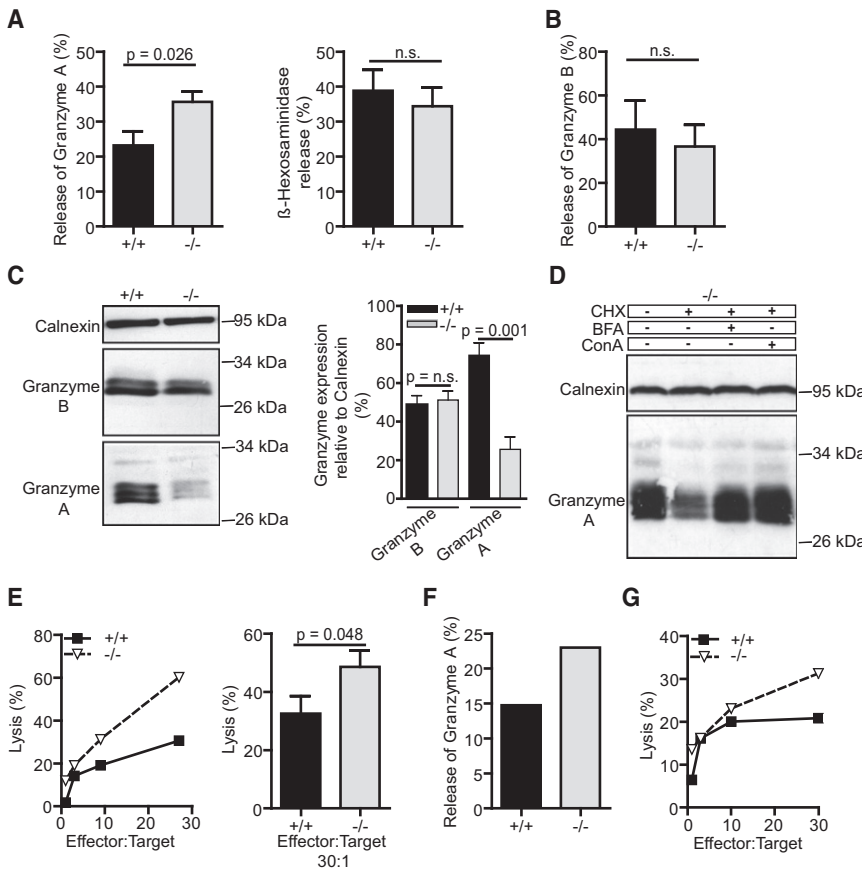 A
Release of Granzyme A (%)
50
40
30
20
10
0
p = 0.026
+/+
-/-
ß-Hexosaminidase
release (%)
50
40
30
20
10
0
n.s.
+/+
-/-
B
Release of Granzyme B (%)
80
60
40
20
0
n.s.
+/+
-/-
C
+/+
-/-
Calnexin
95 kDa
34 kDa
Granzyme
B
26 kDa
34 kDa
Granzyme
A
26 kDa
Granzyme expression
relative to Calnexin
(%)
100
80
60
40
20
0
+/+
-/-
p = 0.001
p = n.s.
Granzyme
B
Granzyme
A
D
-/-
CHX - + + +
BFA +
ConA +
Calnexin
95 kDa
34 kDa
Granzyme
A
26 kDa
E
+/+
-/-
Lysis (%)
80
60
40
20
0
0 10 20 30
Effector:Target
Lysis (%)
60
40
20
0
p = 0.048
+/+
-/-
Effector:Target
30:1
F
Release of Granzyme A (%)
25
20
15
10
5
0
+/+
-/-
G
+/+
-/-
Lysis (%)
40
30
20
10
0
0 10 20 30
Effector:Target